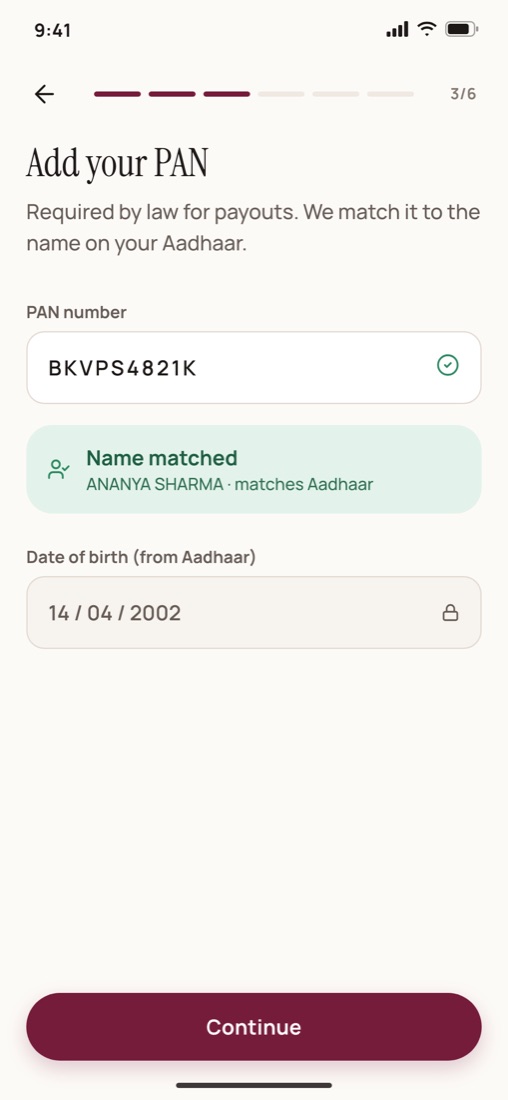 9:41
3/6
Add your PAN
Required by law for payouts. We match it to the
name on your Aadhaar.
PAN number
BKVPS4821K
Name matched
ANANYA SHARMA · matches Aadhaar
Date of birth (from Aadhaar)
14 / 04 / 2002
Continue